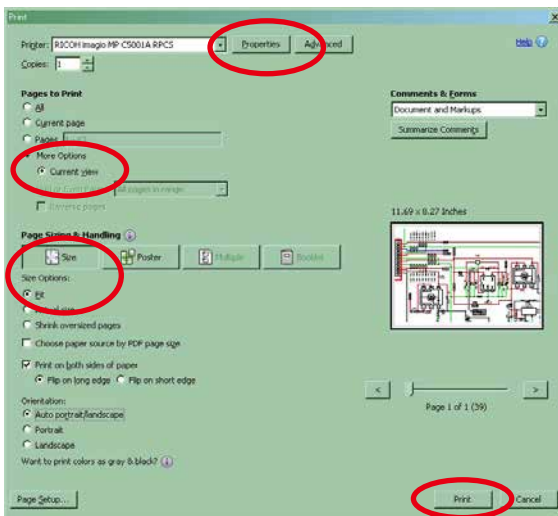 Print
Printer: RICOH imagio MP C5001A RPCS Properties Advanced Help
Copies: 1
Pages to Print
All
Current page
Pages
More Options
Current view
All pages in range
Reverse pages
Page Sizing & Handling
Size Poster Multiple Booklet
Size Options:
Fit
Shrink oversized pages
Choose paper source by PDF page size
Print on both sides of paper
Flip on long edge Flip on short edge
Orientation:
Auto portrait/landscape
Portrait
Landscape
Want to print colors as gray & black?
Page Setup...
Comments & Forms
Document and Markups
Summarize Comments
11.69 x 8.27 Inches
< >
Page 1 of 1 (39)
Print Cancel